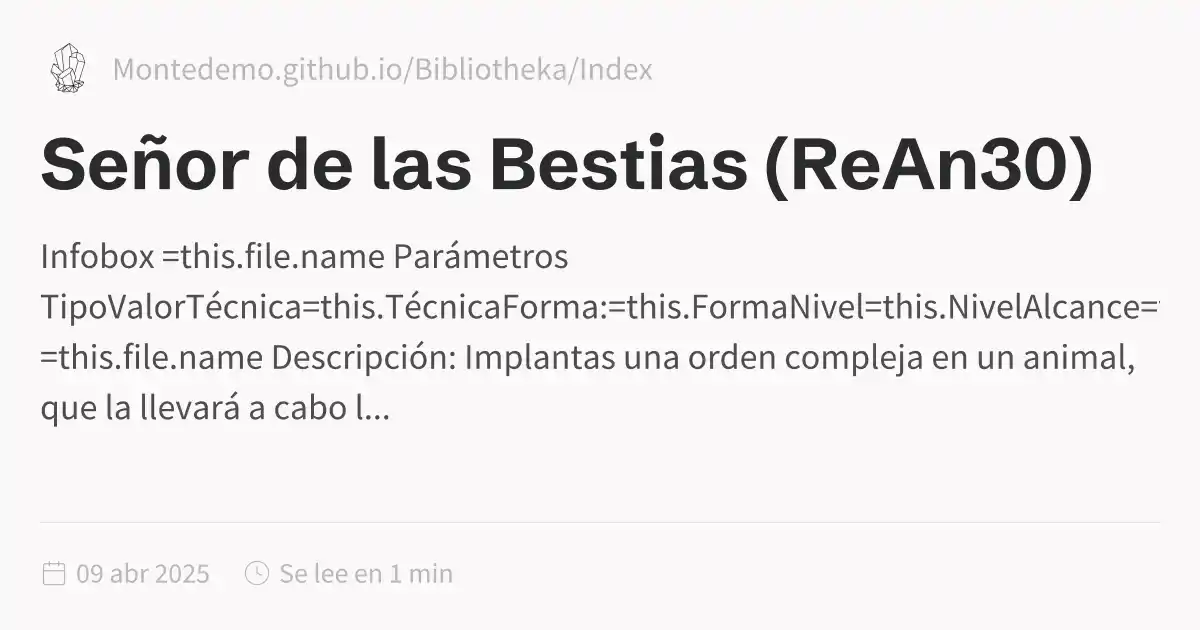 Montedemo.github.io/Bibliotheka/Index
Señor de las Bestias (ReAn30)
Infobox =this.file.name Parámetros
TipoValorTécnica=this.TécnicaForma:=this.FormaNivel=this.NivelAlcance=
=this.file.name Descripción: Implantas una orden compleja en un animal,
que la llevará a cabo l...
09 abr 2025 Se lee en 1 min